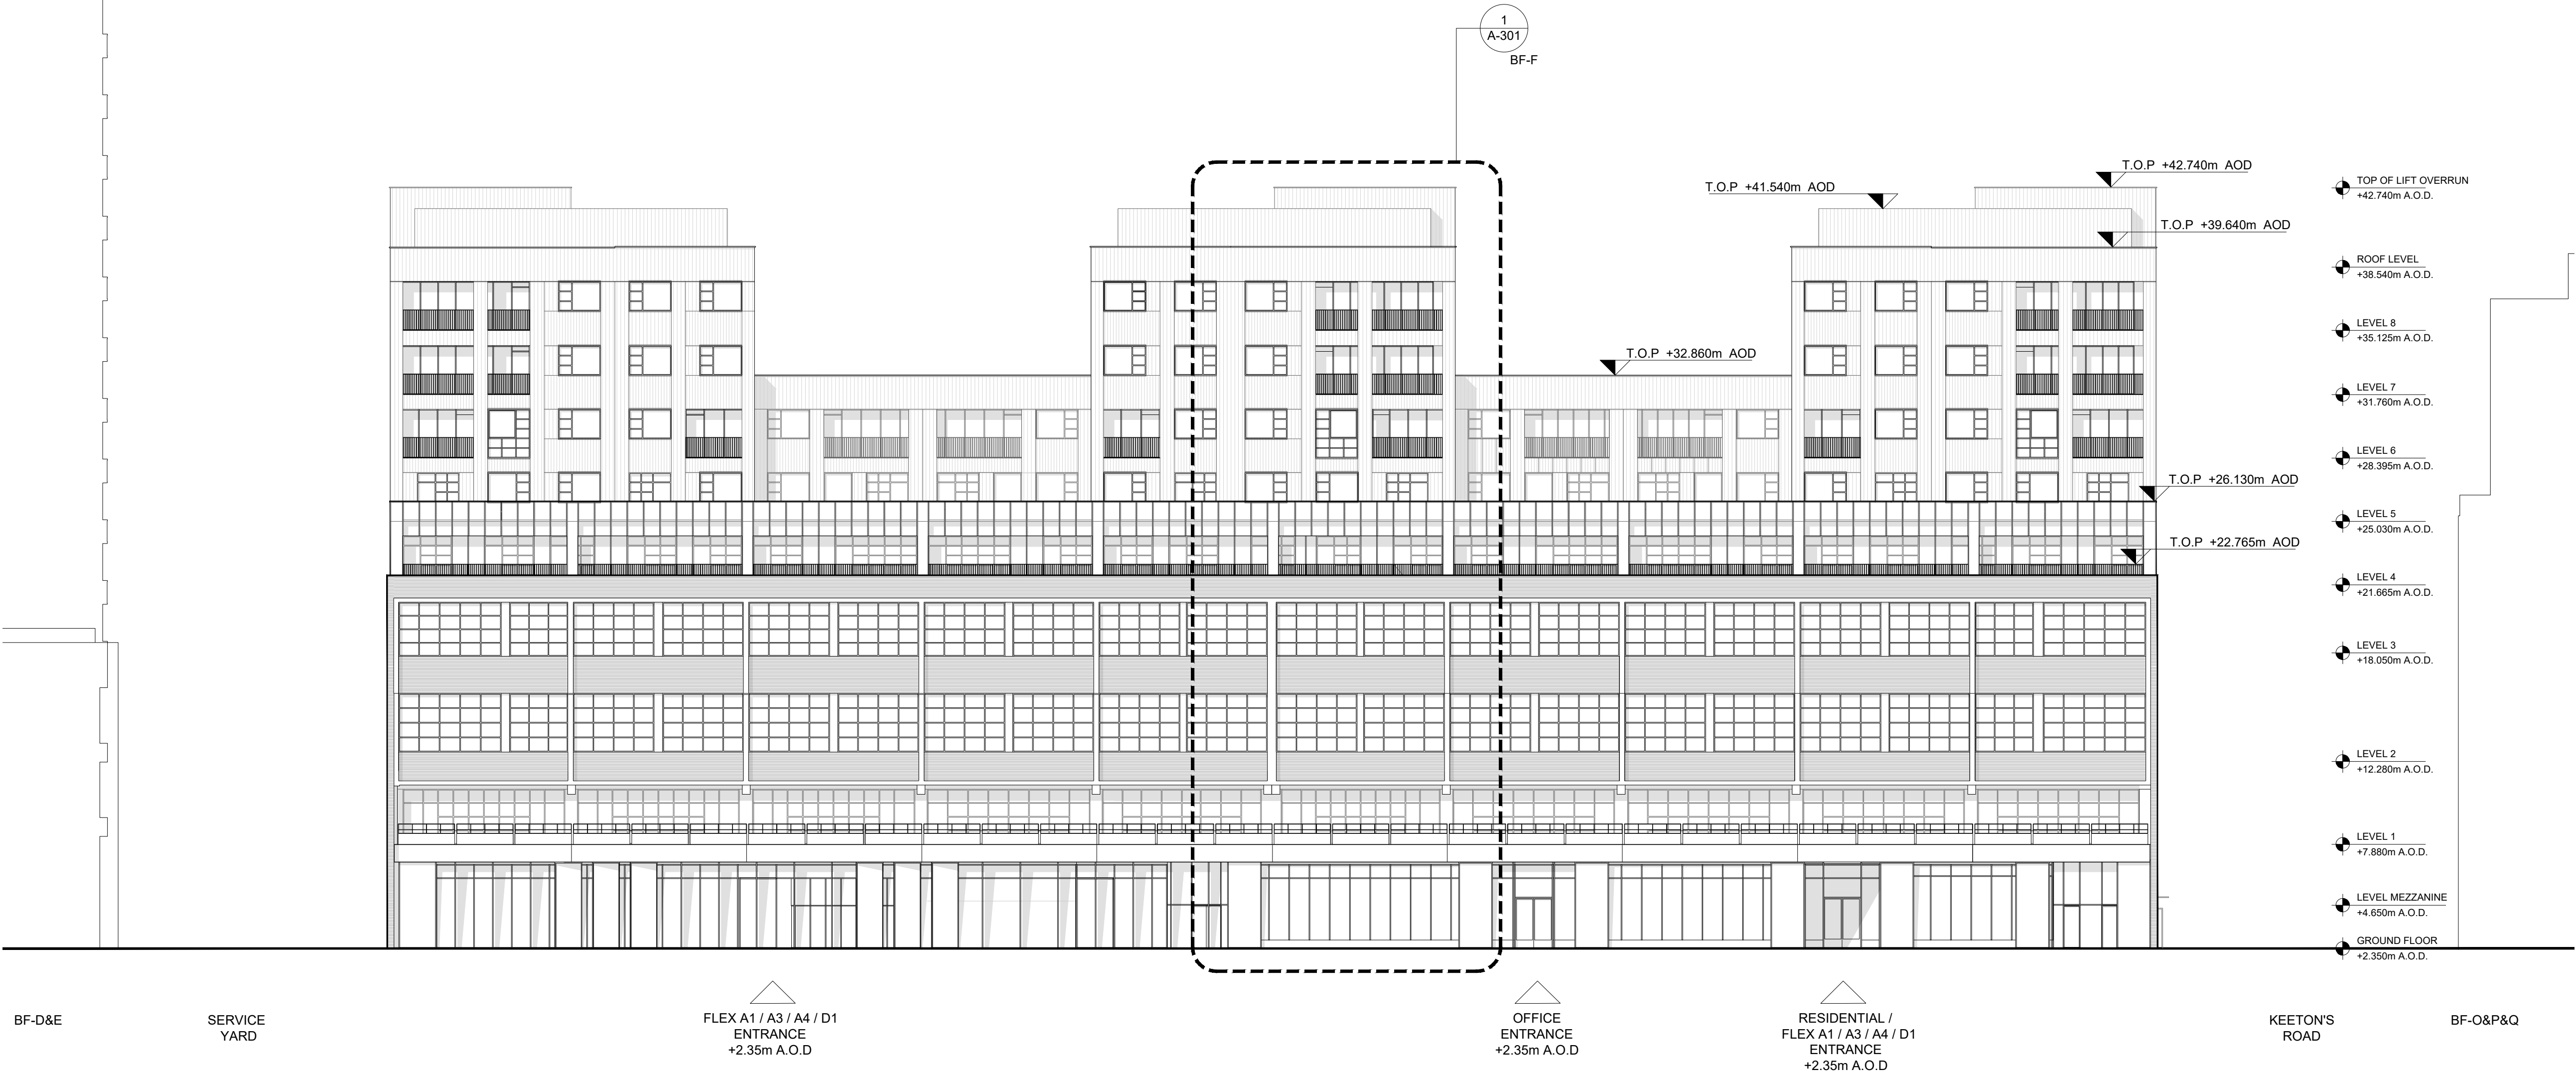 1
A-301
BF-F
T.O.P +42.740m AOD
T.O.P +41.540m AOD
T.O.P +39.640m AOD
T.O.P +32.860m AOD
T.O.P +26.130m AOD
T.O.P +22.765m AOD
TOP OF LIFT OVERRUN
+42.740m A.O.D.
ROOF LEVEL
+38.540m A.O.D.
LEVEL 8
+35.125m A.O.D.
LEVEL 7
+31.760m A.O.D.
LEVEL 6
+28.395m A.O.D.
LEVEL 5
+25.030m A.O.D.
LEVEL 4
+21.665m A.O.D.
LEVEL 3
+18.050m A.O.D.
LEVEL 2
+12.280m A.O.D.
LEVEL 1
+7.880m A.O.D.
LEVEL MEZZANINE
+4.650m A.O.D.
GROUND FLOOR
+2.350m A.O.D.
BF-D&E
SERVICE
YARD
FLEX A1 / A3 / A4 / D1
ENTRANCE
+2.35m A.O.D
OFFICE
ENTRANCE
+2.35m A.O.D
RESIDENTIAL /
FLEX A1 / A3 / A4 / D1
ENTRANCE
+2.35m A.O.D
KEETON'S
ROAD
BF-O&P&Q